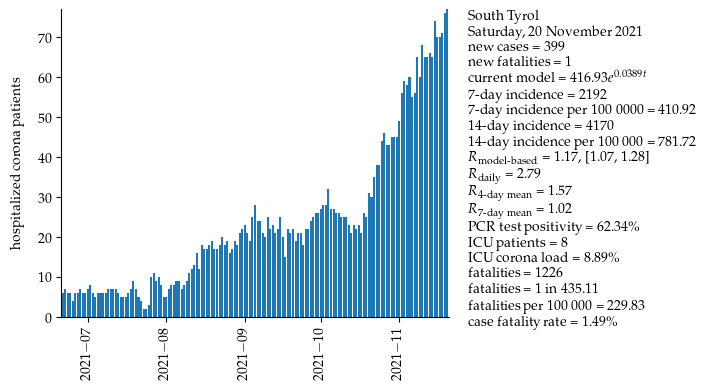 hospitalized corona patients
70
60
50
40
30
20
10
0
2021−07
2021−08
2021−09
2021−10
2021−11
South Tyrol
Saturday, 20 November 2021
new cases = 399
new fatalities = 1
current model = 416.93e^0.0389t
7-day incidence = 2192
7-day incidence per 100 0000 = 410.92
14-day incidence = 4170
14-day incidence per 100 000 = 781.72
R_model-based = 1.17, [1.07, 1.28]
R_daily = 2.79
R_4-day mean = 1.57
R_7-day mean = 1.02
PCR test positivity = 62.34%
ICU patients = 8
ICU corona load = 8.89%
fatalities = 1226
fatalities = 1 in 435.11
fatalities per 100 000 = 229.83
case fatality rate = 1.49%